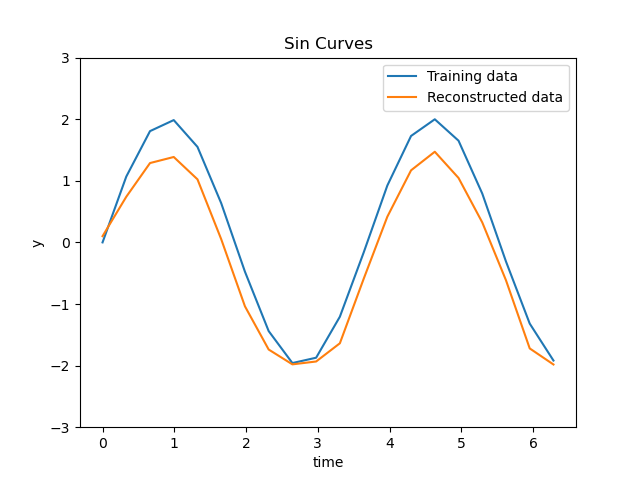 Sin Curves
Training data
Reconstructed data
3
2
1
0
−1
−2
−3
y
0 1 2 3 4 5 6
time